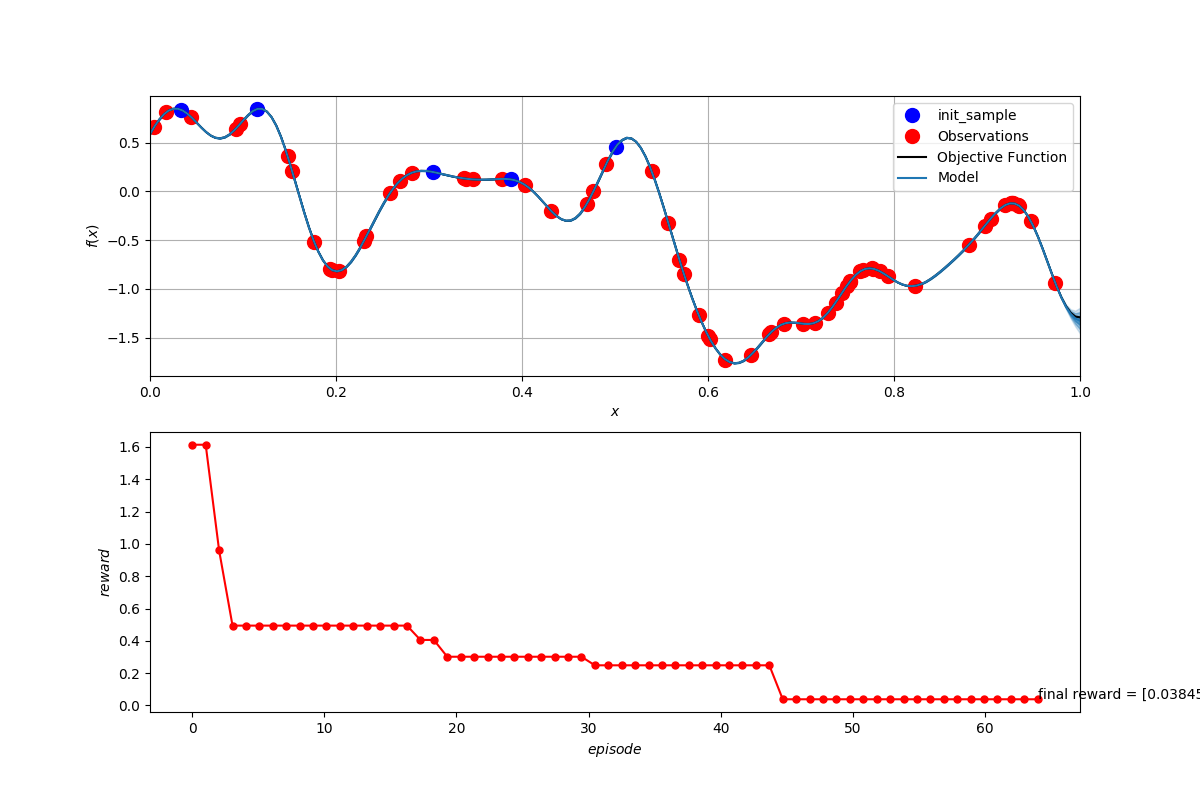 0.5
0.0
−0.5
−1.0
−1.5
f(x)
init_sample
Observations
Objective Function
Model
0.0 0.2 0.4 0.6 0.8 1.0
x
1.6
1.4
1.2
1.0
0.8
0.6
0.4
0.2
0.0
reward
final reward = [0.03845
0 10 20 30 40 50 60
episode